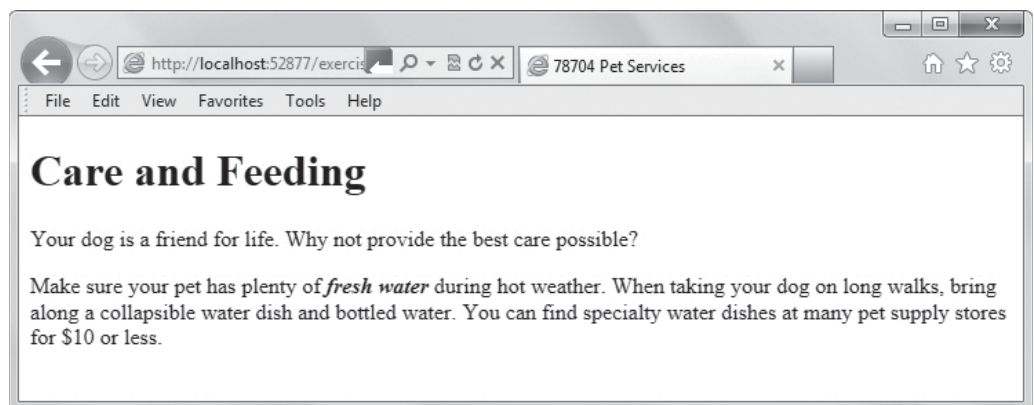 http://localhost:52877/exercis
78704 Pet Services
File Edit View Favorites Tools Help
Care and Feeding
Your dog is a friend for life. Why not provide the best care possible?
Make sure your pet has plenty of fresh water during hot weather. When taking your dog on long walks, bring
along a collapsible water dish and bottled water. You can find specialty water dishes at many pet supply stores
for $10 or less.